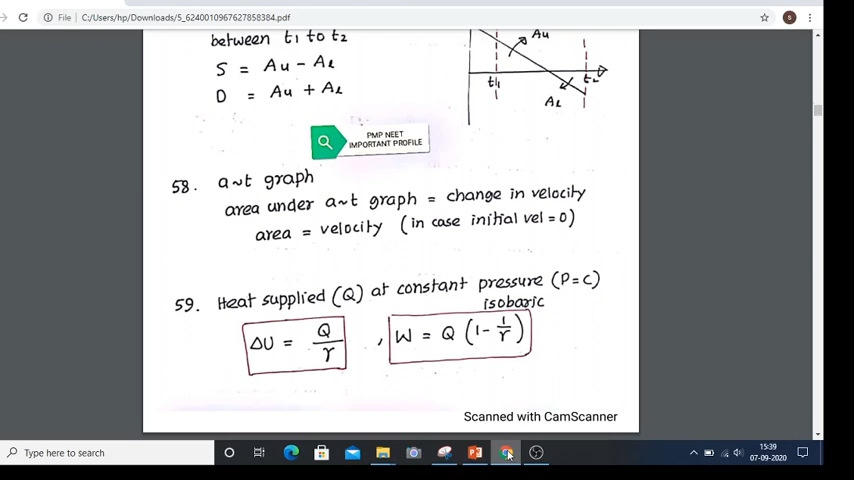 File
C:/Users/hp/Downloads/5_6240010967627858384.pdf
S
between t1 to t2
S = Au - Al
D = Au + Al
Au
t1
t2
Al
PMP NEET
IMPORTANT PROFILE
58. a~t graph
area under a~t graph = change in velocity
area = velocity (in case initial vel = 0)
59. Heat supplied (Q) at constant pressure (P=C)
isobaric
ΔU = Q/γ , W = Q (1 - 1/γ)
Scanned with CamScanner
Type here to search
15:39
07-09-2020